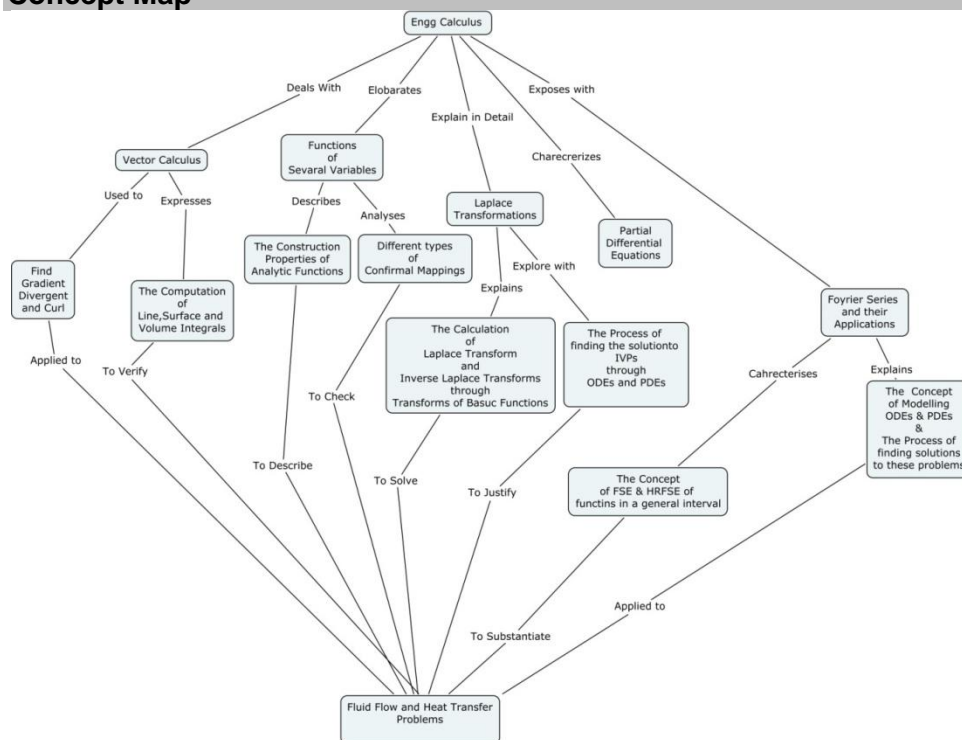 Concept Map
Engg Calculus
Deals With
Elobarates
Exposes with
Explain in Detail
Charecrerizes
Vector Calculus
Functions
of
Sevaral Variables
Used to
Expresses
Describes
Analyses
Laplace
Transformations
Partial
Differential
Equations
The Construction
Properties of
Analytic Functions
Different types
of
Confirmal Mappings
Explore with
Explains
Find
Gradient
Divergent
and Curl
The Computation
of
Line,Surface and
Volume Integrals
Foyrier Series
and their
Applications
The Calculation
of
Laplace Transform
and
Inverse Laplace Transforms
through
Transforms of Basuc Functions
The Process of
finding the solutionto
IVPs
through
ODEs and PDEs
Applied to
To Verify
To Check
Cahrecterises
Explains
The Concept
of Modelling
ODEs & PDEs
&
The Process of
finding solutions
to these problems
To Describe
To Solve
To Justify
The Concept
of FSE & HRFSE of
functins in a general interval
To Substantiate
Applied to
Fluid Flow and Heat Transfer
Problems